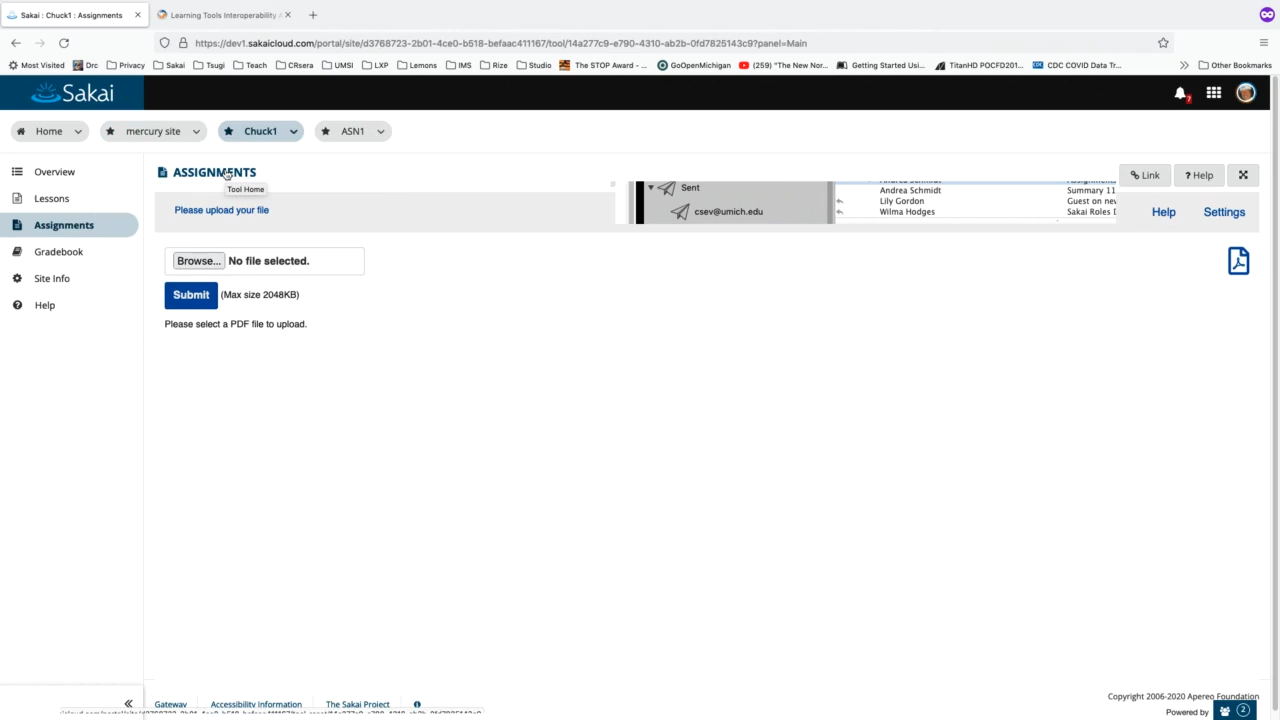 Sakai : Chuck1 : Assignments
Learning Tools Interoperability
https://dev1.sakaicloud.com/portal/site/d3768723-2b01-4ce0-b518-befaac411167/tool/14a277c9-e790-4310-ab2b-0fd7825143c9?panel=Main
Most Visited Drc Privacy Sakai Tsugi Teach CRsera UMSI LXP Lemons IMS Rize Studio The STOP Award - ... GoOpenMichigan (259) "The New Nor... Getting Started Usi... TitanHD POCFD201... CDC COVID Data Tr... Other Bookmarks
Sakai
7
Home mercury site Chuck1 ASN1
Overview
Lessons
Assignments
Gradebook
Site Info
Help
ASSIGNMENTS
Tool Home
Link ? Help
Sent
csev@umich.edu
Andrea Schmidt Summary 11
Lily Gordon Guest on nev
Wilma Hodges Sakai Roles
Please upload your file
Help Settings
Browse... No file selected.
Submit (Max size 2048KB)
Please select a PDF file to upload.
Gateway Accessibility Information The Sakai Project
Copyright 2006-2020 Apereo Foundation
Powered by
2